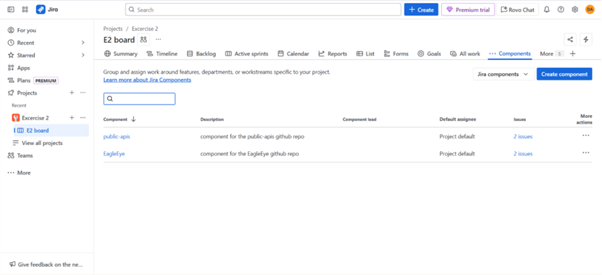 Jira
Search
+ Create
Premium trial
Rovo Chat
For you
Recent
Starred
Apps
Plans PREMIUM
Projects
Recent
Excercise 2
E2 board
View all projects
Teams
More
Give feedback on the ne...
Projects / Excercise 2
E2 board
Summary
Timeline
Backlog
Active sprints
Calendar
Reports
List
Forms
Goals
All work
Components
More 5
Group and assign work around features, departments, or workstreams specific to your project.
Learn more about Jira Components
Jira components
Create component
Component Description Component lead Default assignee Issues More actions
public-apis component for the public-apis github repo Project default 2 issues
EagleEye component for the EagleEye github repo Project default 2 issues